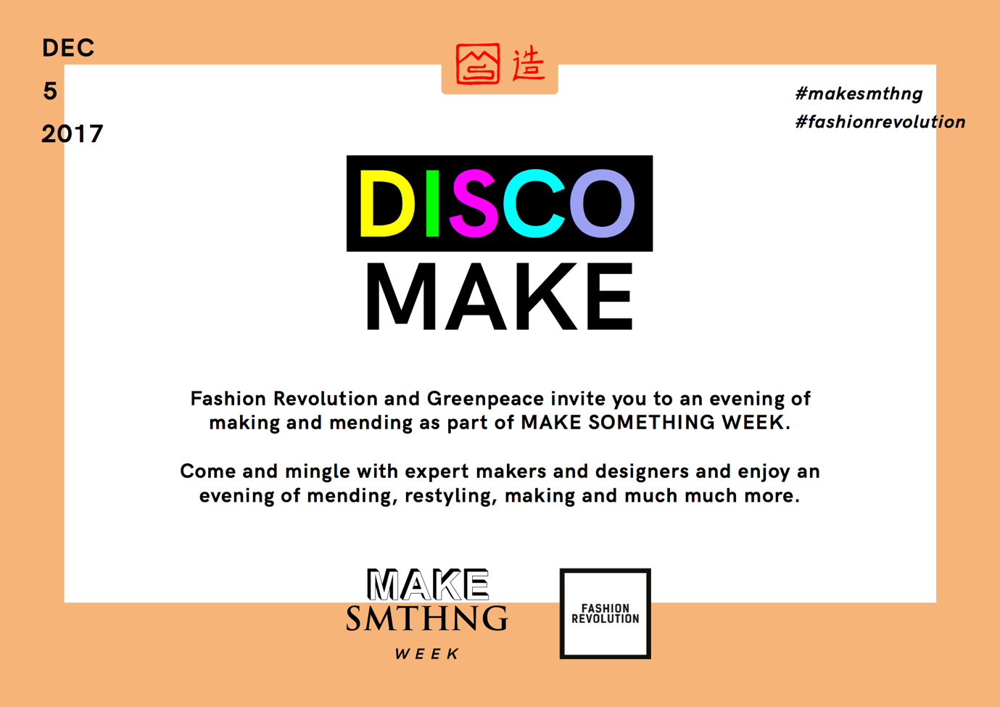 DEC
5
2017
造
#makesmthng
#fashionrevolution
DISCO
MAKE
Fashion Revolution and Greenpeace invite you to an evening of
making and mending as part of MAKE SOMETHING WEEK.
Come and mingle with expert makers and designers and enjoy an
evening of mending, restyling, making and much much more.
MAKE
SMTHNG
WEEK
FASHION
REVOLUTION